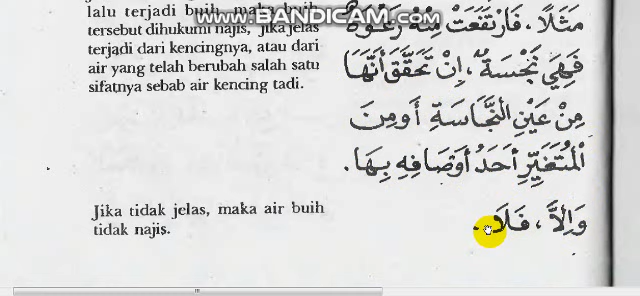 www.BANDICAM.com
lalu terjadi buih, maka buih
tersebut dihukumi najis, jika jelas
terjadi dari kencingnya, atau dari
air yang telah berubah salah satu
sifatnya sebab air kencing tadi.
Jika tidak jelas, maka air buih
tidak najis.
مَثَلًا، فَارْتَفَعَتْ مِنْهُ رَغْوَةٌ
فَهِيَ نَجِسَةٌ، إِنْ تَحَقَّقَ أَنَّهَا
مِنْ عَيْنِ النَّجَاسَةِ أَوْ مِنَ
الْمُتَغَيِّرِ أَحَدُ أَوْصَافِهِ بِهَا.
وَإِلَّا، فَلَا.